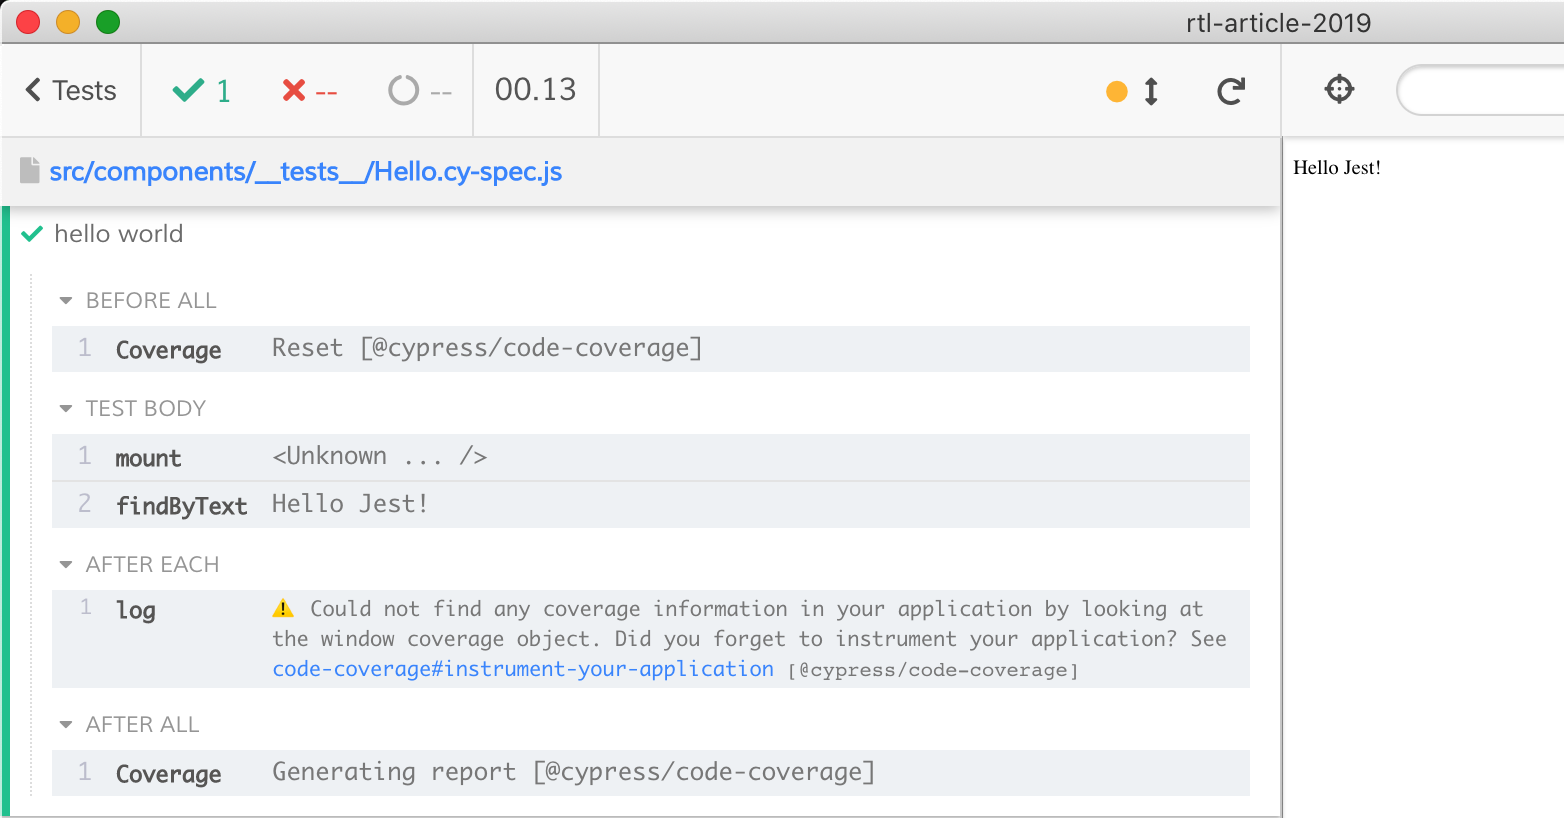 rtl-article-2019
Tests 1 -- -- 00.13
src/components/__tests__/Hello.cy-spec.js
Hello Jest!
hello world
BEFORE ALL
1 Coverage Reset [@cypress/code-coverage]
TEST BODY
1 mount <Unknown ... />
2 findByText Hello Jest!
AFTER EACH
1 log Could not find any coverage information in your application by looking at
the window coverage object. Did you forget to instrument your application? See
code-coverage#instrument-your-application [@cypress/code-coverage]
AFTER ALL
1 Coverage Generating report [@cypress/code-coverage]